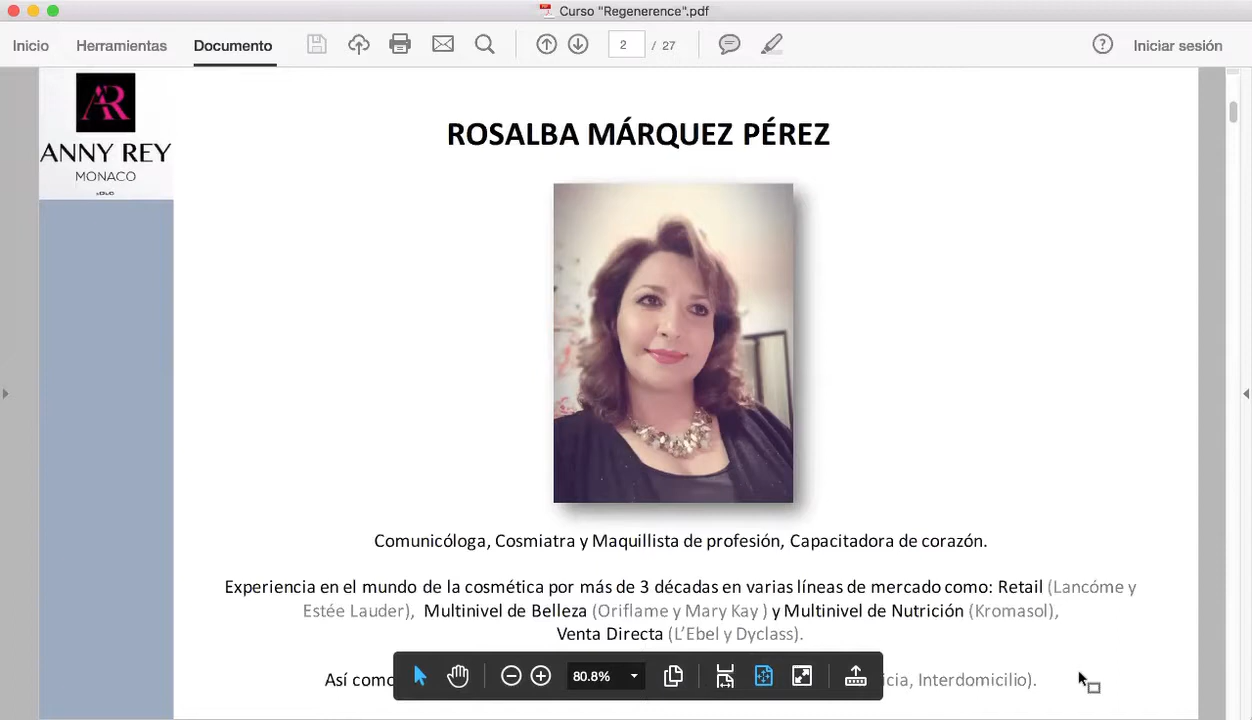 Curso "Regenerence".pdf
Inicio Herramientas Documento 2 / 27 Iniciar sesión
AR
ANNY REY
MONACO
ROSALBA MÁRQUEZ PÉREZ
Comunicóloga, Cosmiatra y Maquillista de profesión, Capacitadora de corazón.
Experiencia en el mundo de la cosmética por más de 3 décadas en varias líneas de mercado como: Retail (Lancóme y
Estée Lauder), Multinivel de Belleza (Oriflame y Mary Kay ) y Multinivel de Nutrición (Kromasol),
Venta Directa (L'Ebel y Dyclass).
Así como icia, Interdomicilio).
80.8%